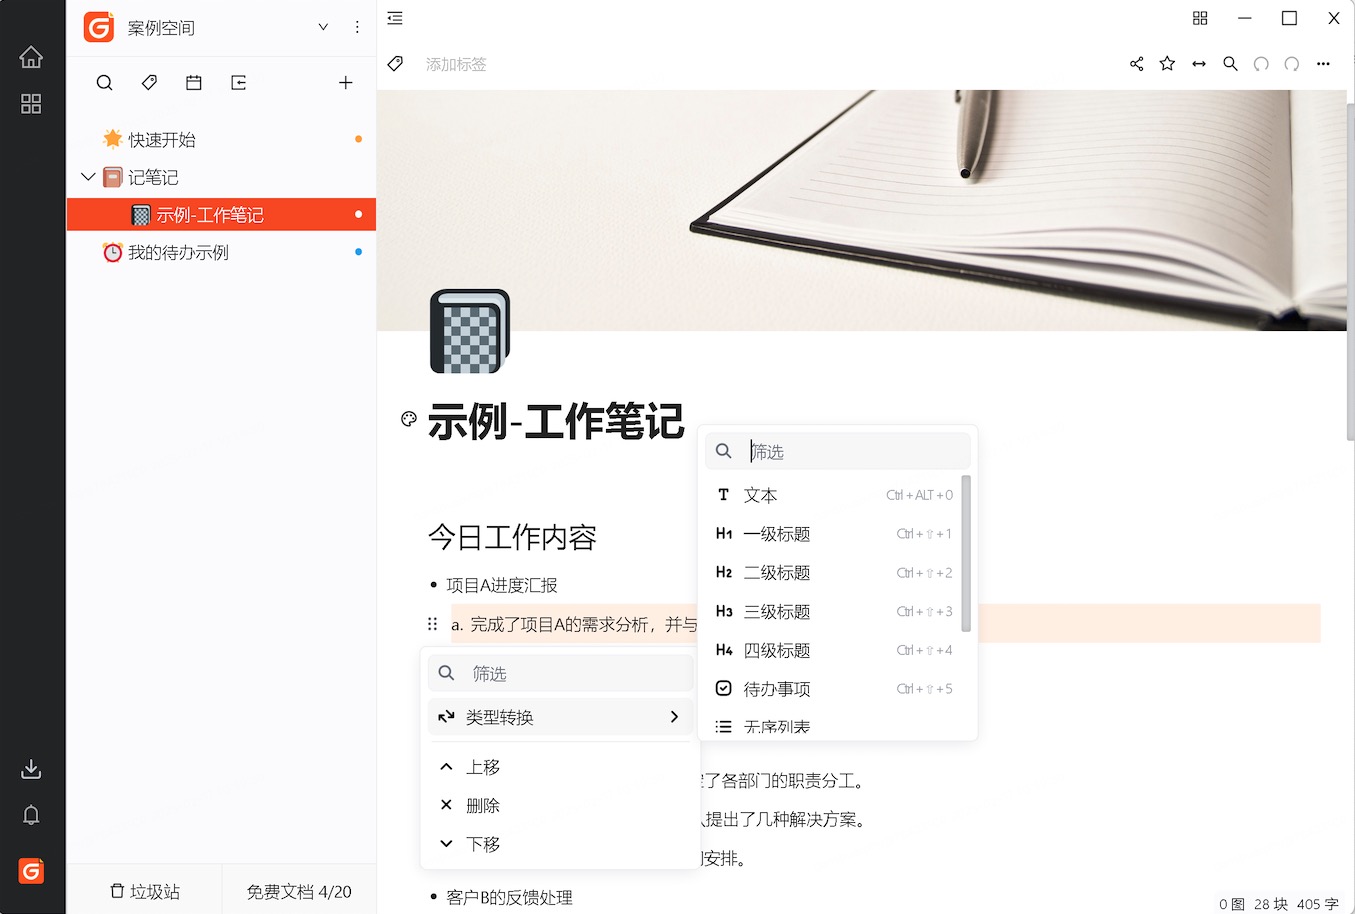 案例空间
快速开始
记笔记
示例-工作笔记
我的待办示例
垃圾站
免费文档 4/20
添加标签
示例-工作笔记
今日工作内容
项目A进度汇报
a. 完成了项目A的需求分析，并与
筛选
类型转换
上移
删除
下移
筛选
文本 Ctrl+ALT+0
H1 一级标题 Ctrl+⇧+1
H2 二级标题 Ctrl+⇧+2
H3 三级标题 Ctrl+⇧+3
H4 四级标题 Ctrl+⇧+4
待办事项 Ctrl+⇧+5
无序列表
了各部门的职责分工。
提出了几种解决方案。
安排。
客户B的反馈处理
0 图 28 块 405 字